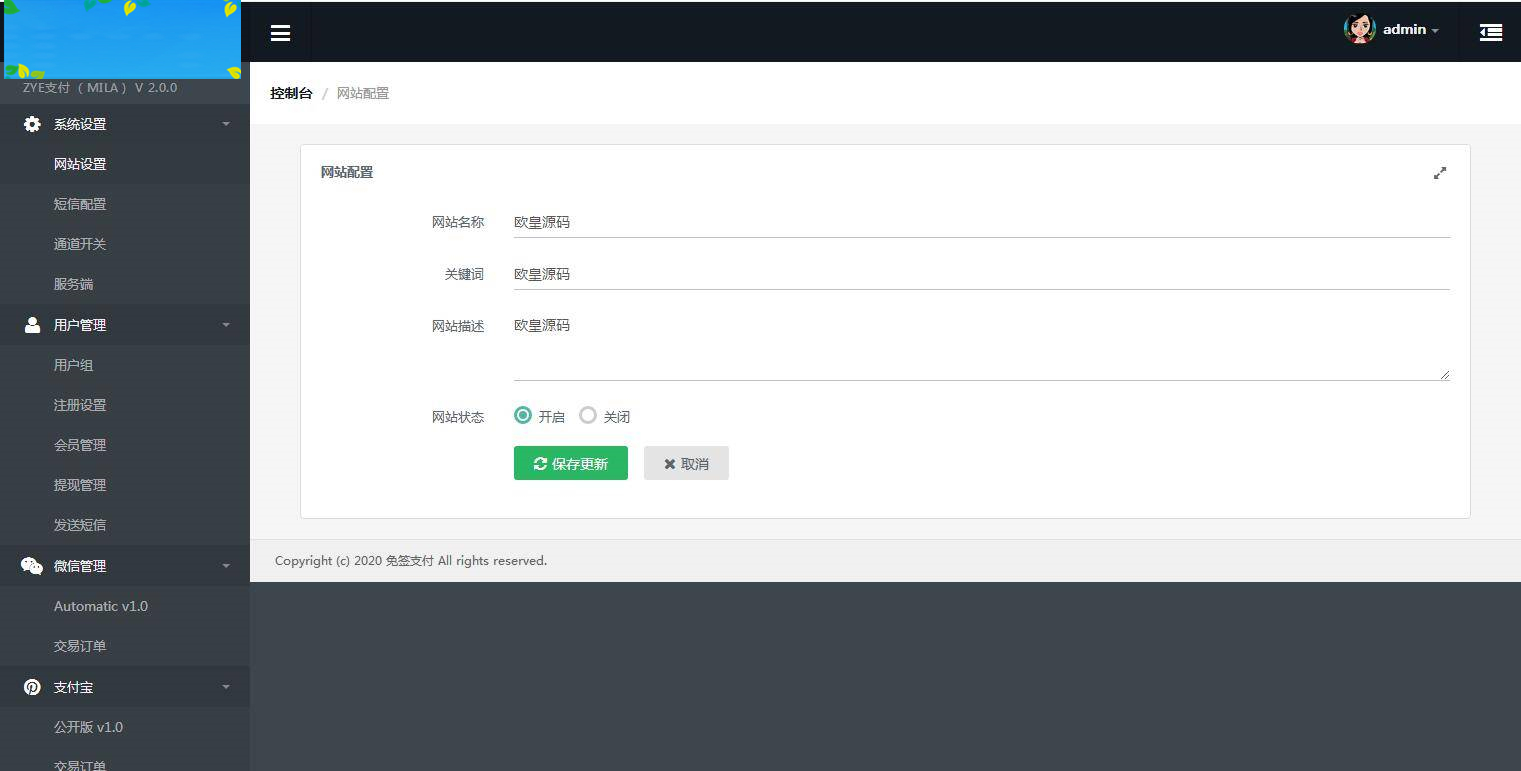 admin
ZYE支付（ MILA ）V 2.0.0
控制台 / 网站配置
系统设置
网站设置
短信配置
通道开关
服务端
用户管理
用户组
注册设置
会员管理
提现管理
发送短信
微信管理
Automatic v1.0
交易订单
支付宝
公开版 v1.0
交易订单
网站配置
网站名称 欧皇源码
关键词 欧皇源码
网站描述 欧皇源码
网站状态 开启 关闭
保存更新 取消
Copyright (c) 2020 免签支付 All rights reserved.